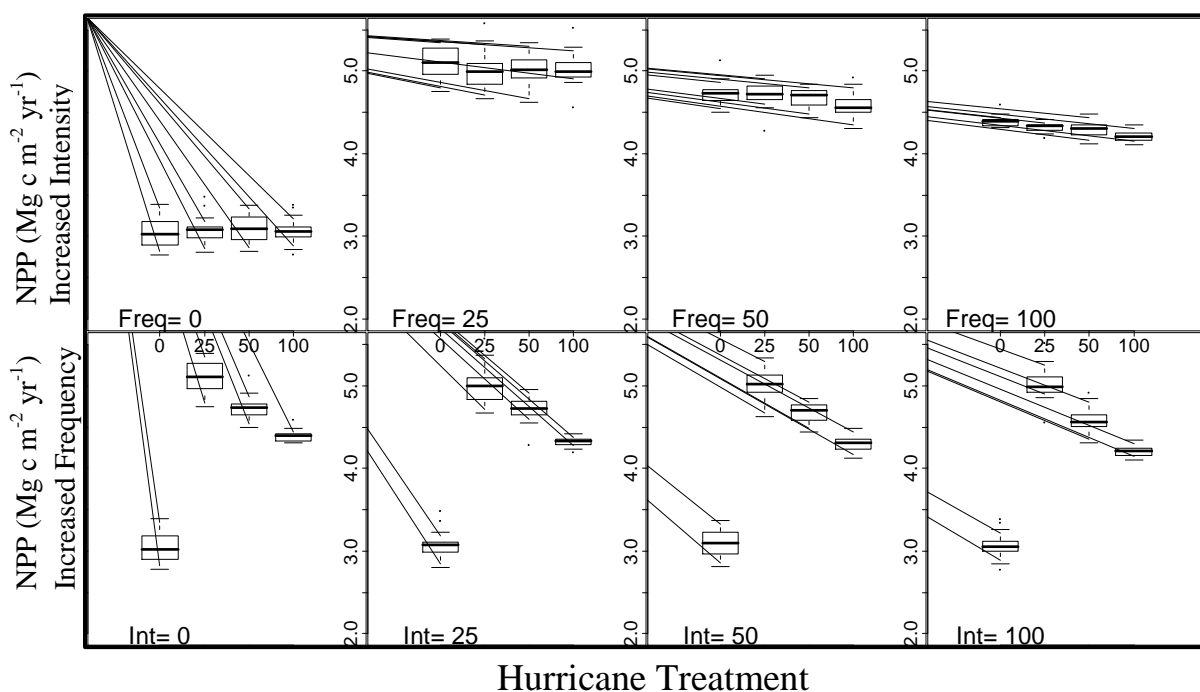 NPP (Mg c m-2 yr-1)
Increased Intensity
5.0
4.0
3.0
2.0
5.0
4.0
3.0
2.0
5.0
4.0
3.0
2.0
Freq= 0
Freq= 25
Freq= 50
Freq= 100
0 25 50 100
0 25 50 100
0 25 50 100
0 25 50 100
NPP (Mg c m-2 yr-1)
Increased Frequency
5.0
4.0
3.0
2.0
5.0
4.0
3.0
2.0
5.0
4.0
3.0
2.0
Int= 0
Int= 25
Int= 50
Int= 100
Hurricane Treatment